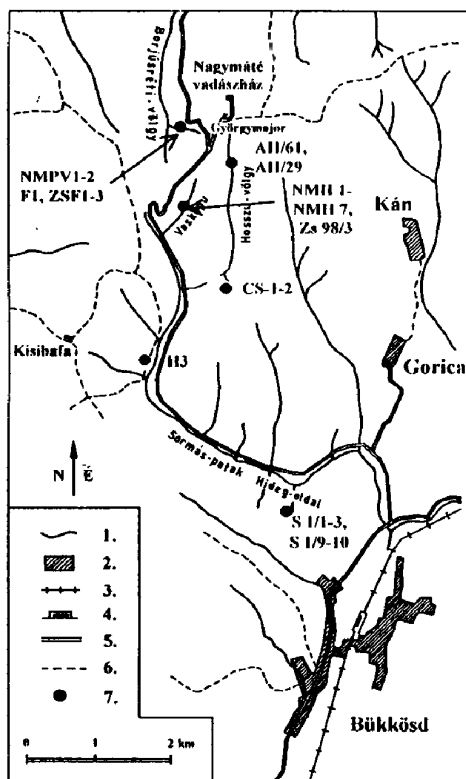 Borjúsréti-völgy
Nagymáté
vadászház
Györgymajor
AII/61,
AII/29
NMPV1-2
F1, ZSF1-3
NMH 1-
NMH 7,
Zs 98/3
Hosszú-völgy
Kán
CS-1-2
Kisibafa
H3
Gorica
Sormás-patak
Hideg-oldal
N
É
S 1/1-3,
S 1/9-10
1.
2.
3.
4.
5.
6.
7.
0 1 2 km
Bükkösd